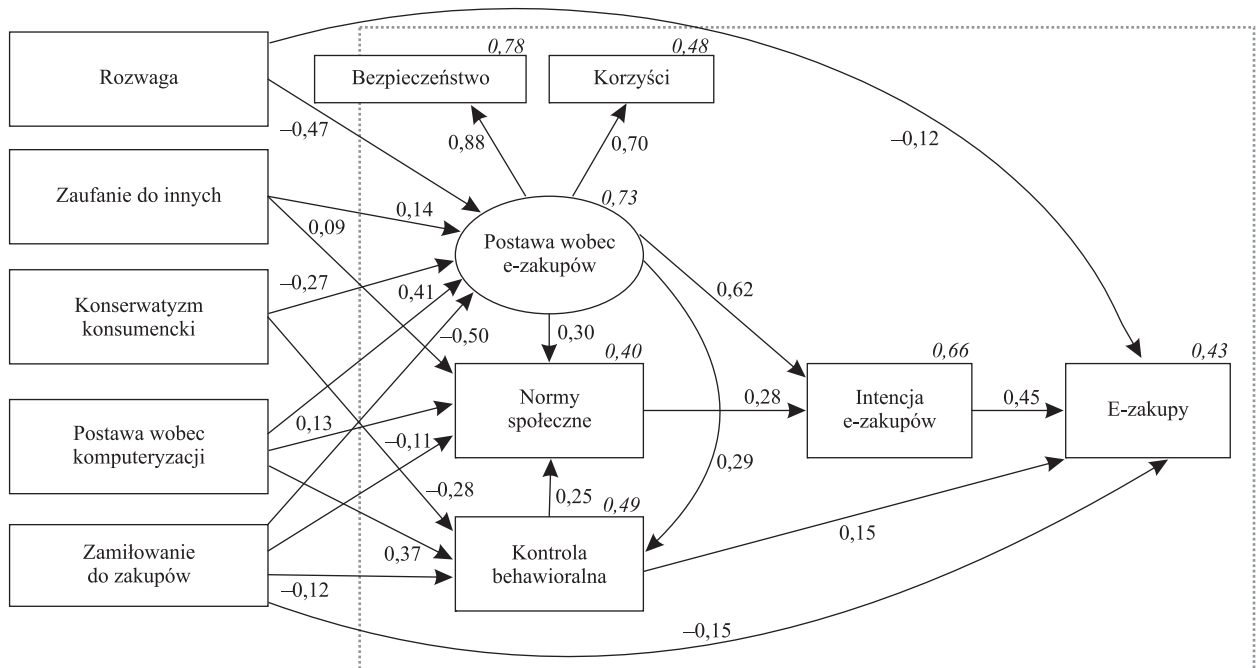 0,78
0,48
Rozwaga
Bezpieczeństwo
Korzyści
–0,47
0,88
0,70
–0,12
Zaufanie do innych
0,14
0,73
0,09
Postawa wobec
e-zakupów
Konserwatyzm
konsumencki
–0,27
0,41
0,62
–0,50
0,30
0,40
0,66
0,43
Normy
społeczne
0,28
Intencja
e-zakupów
0,45
E-zakupy
Postawa wobec
komputeryzacji
0,13
–0,11
0,29
–0,28
0,25
0,49
Zamiłowanie
do zakupów
0,37
Kontrola
behawioralna
0,15
–0,12
–0,15